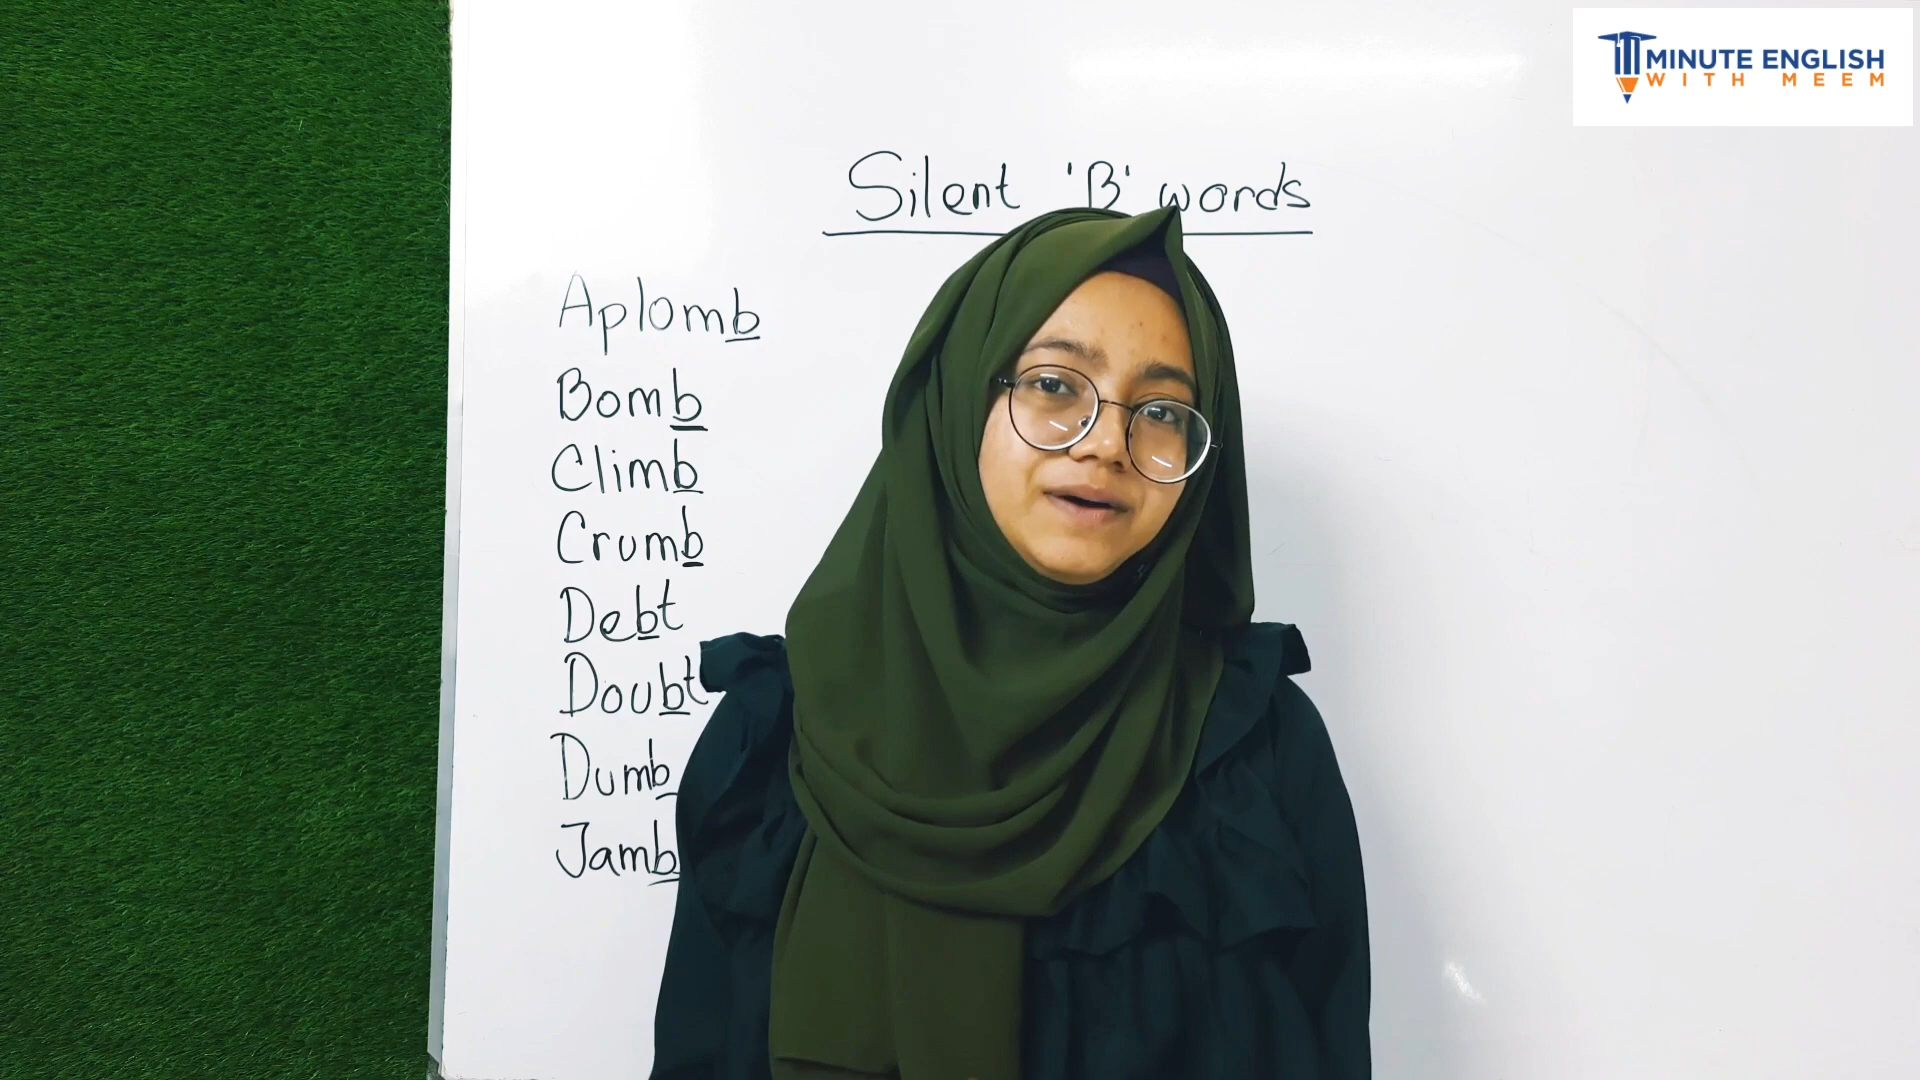 MINUTE ENGLISH
WITH MEEM
Silent 'B' words
Aplomb
Bomb
Climb
Crumb
Debt
Doubt
Dumb
Jamb